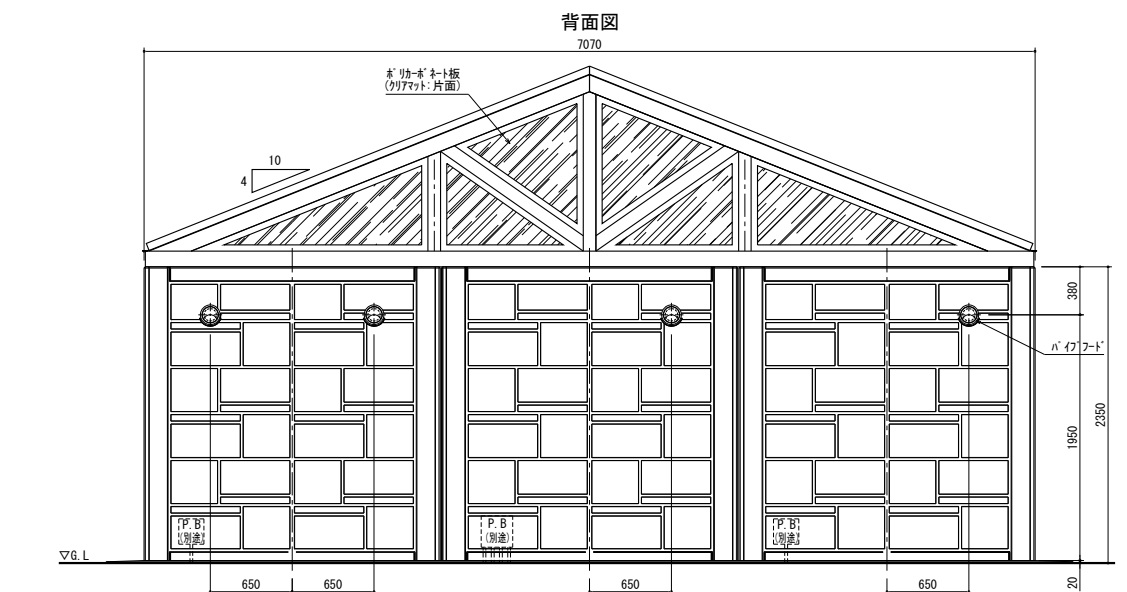 背面図
7070
ﾎﾟﾘｶｰﾎﾞﾈｰﾄ板
(ｸﾘｱﾏｯﾄ:片面)
10
4
380
ﾊﾟｲﾌﾟﾌｰﾄﾞ
1950
2350
P.B
(別途)
P.B
(別途)
P.B
(別途)
▽G.L
650
650
650
650
20